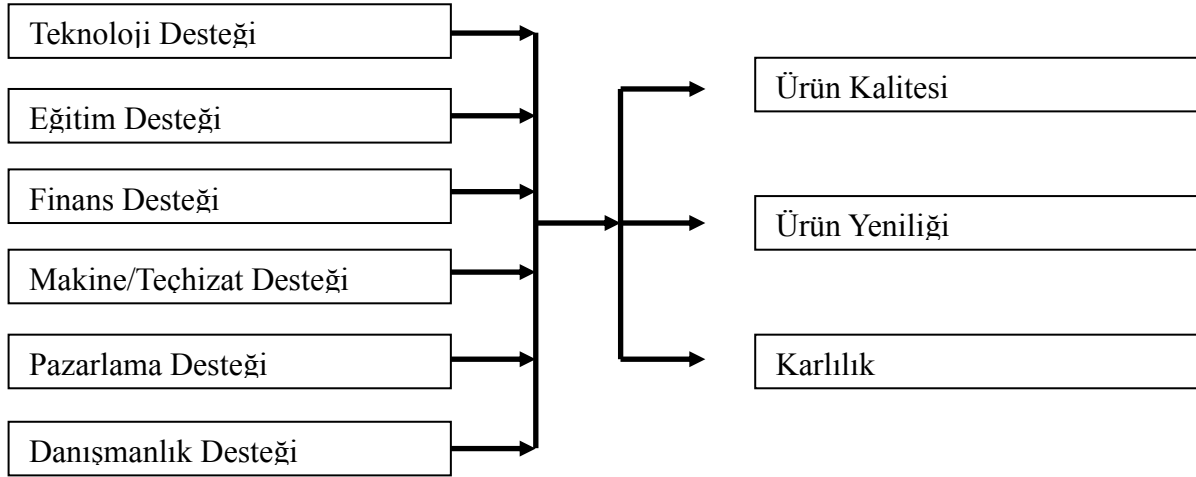 Teknoloji Desteği
Eğitim Desteği
Finans Desteği
Makine/Teçhizat Desteği
Pazarlama Desteği
Danışmanlık Desteği
Ürün Kalitesi
Ürün Yeniliği
Karlılık